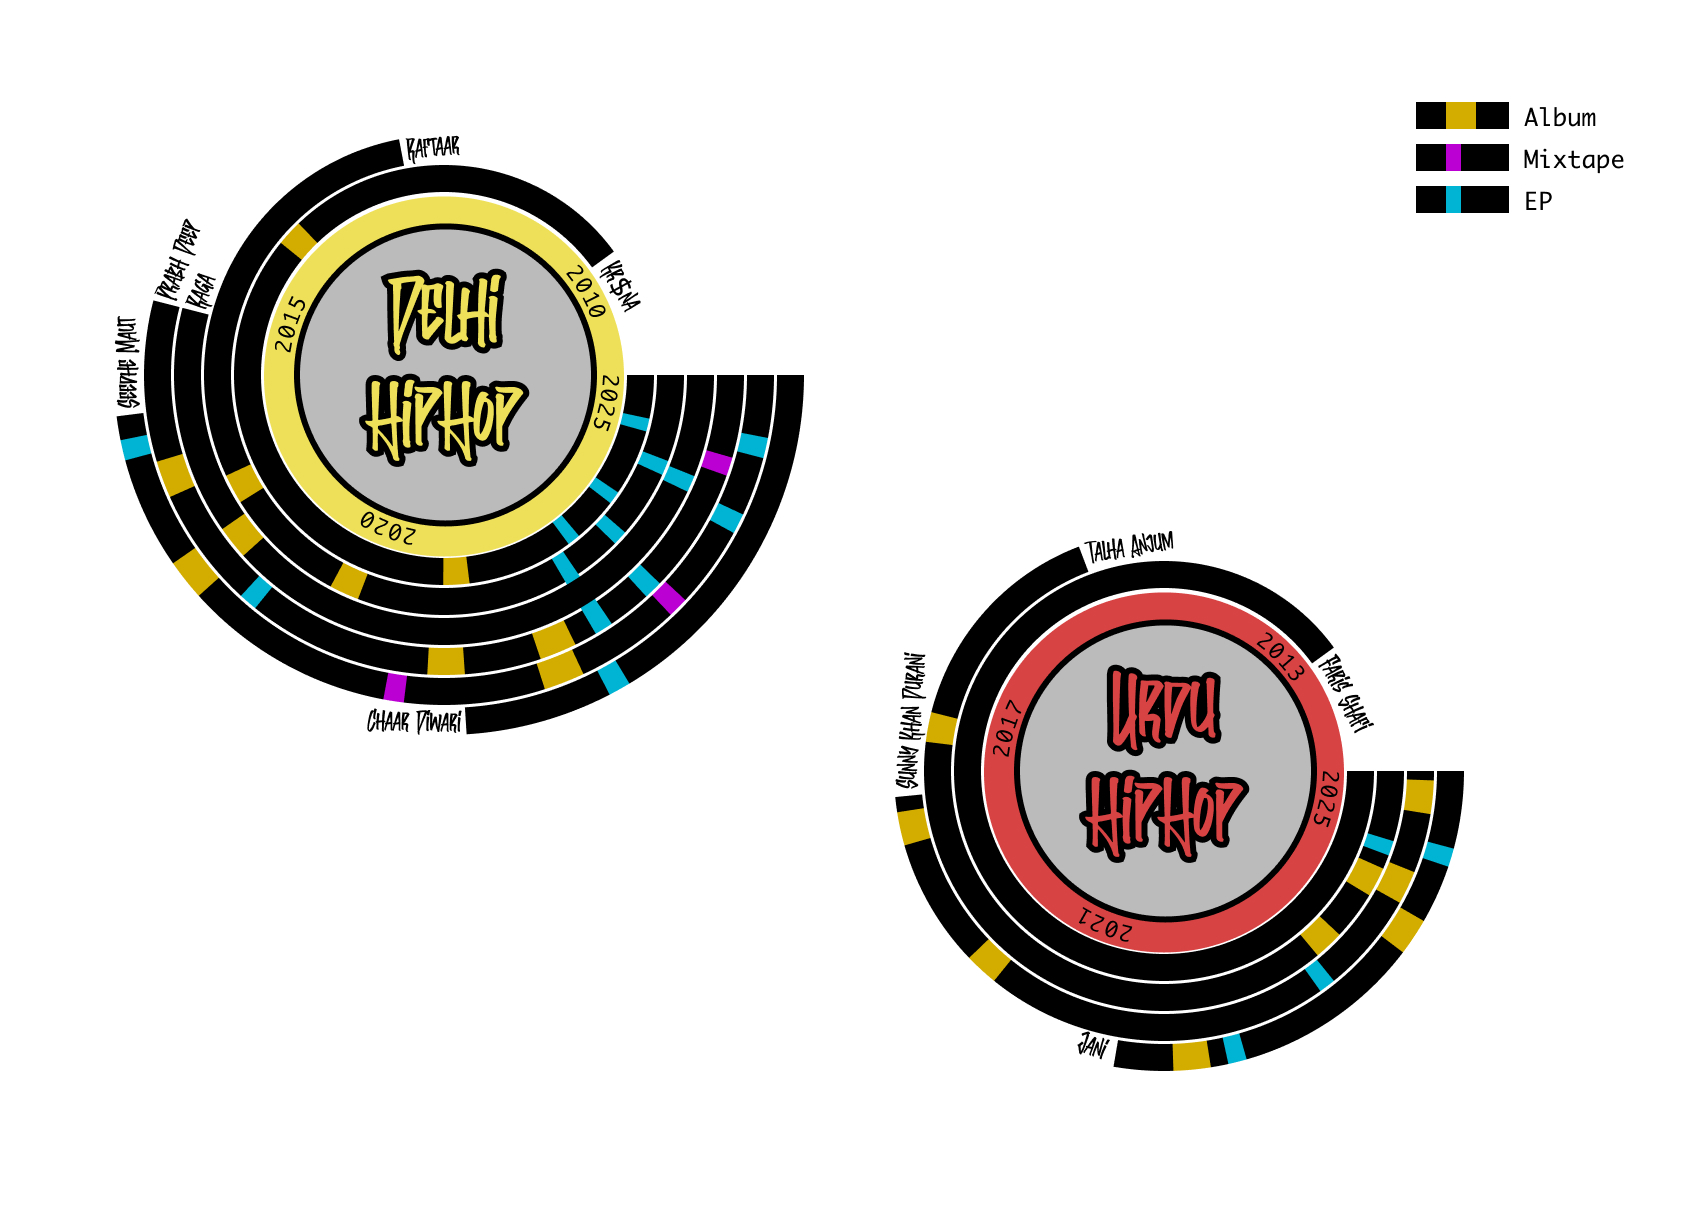 Album
Mixtape
EP
RAFTAAR
KR$NA
PRABH DEEP
RAGA
SEEDHE MAUT
CHAAR DIWARI
2010
2015
2020
2025
DELHI
HIPHOP
TALHA ANJUM
FARIS SHAFI
SUNNY KHAN DURANI
JANI
2013
2017
2021
2025
URDU
HIPHOP